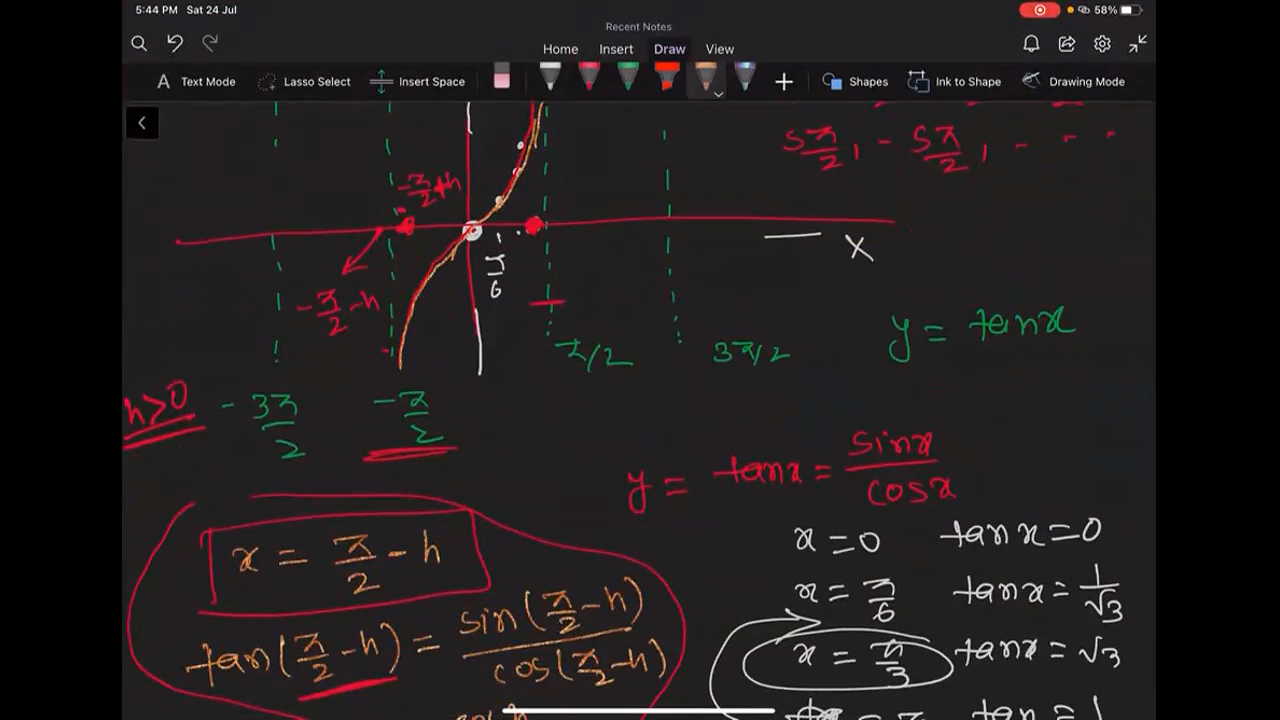 5:44 PM Sat 24 Jul
58%
Recent Notes
Home Insert Draw View
Text Mode Lasso Select Insert Space Shapes Ink to Shape Drawing Mode
5π/2, - 5π/2, - - - -
-π/2+h
π/6
X
-π/2-h
y = tanx
π/2 3π/2
h>0 -3π/2 -π/2
y = tanx = sinx/cosx
x = π/2 - h
x = 0 tanx = 0
x = π/6 tanx = 1/√3
tan(π/2 - h) = sin(π/2 - h)/cos(π/2 - h)
x = π/3 tanx = √3